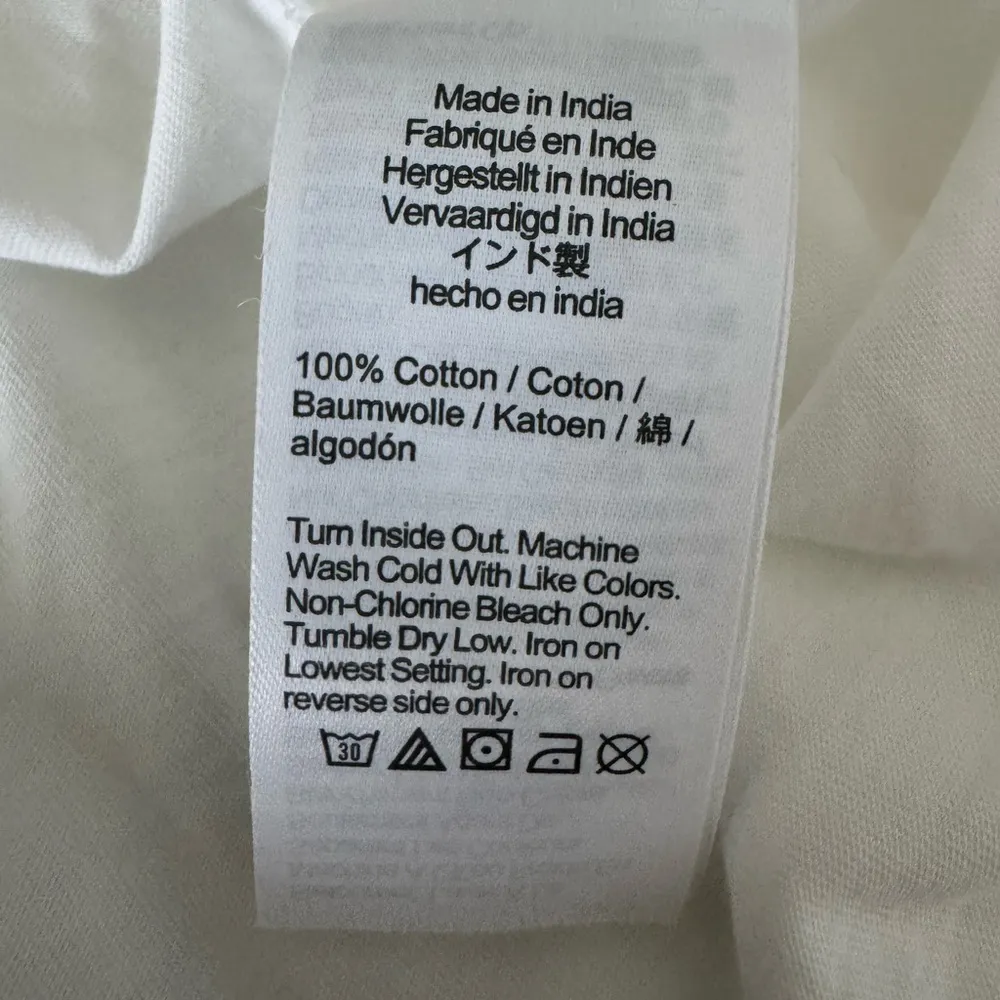 Made in India
Fabriqué en Inde
Hergestellt in Indien
Vervaardigd in India
インド製
hecho en india
100% Cotton / Coton /
Baumwolle / Katoen / 綿 /
algodón
Turn Inside Out. Machine
Wash Cold With Like Colors.
Non-Chlorine Bleach Only.
Tumble Dry Low. Iron on
Lowest Setting. Iron on
reverse side only.
30